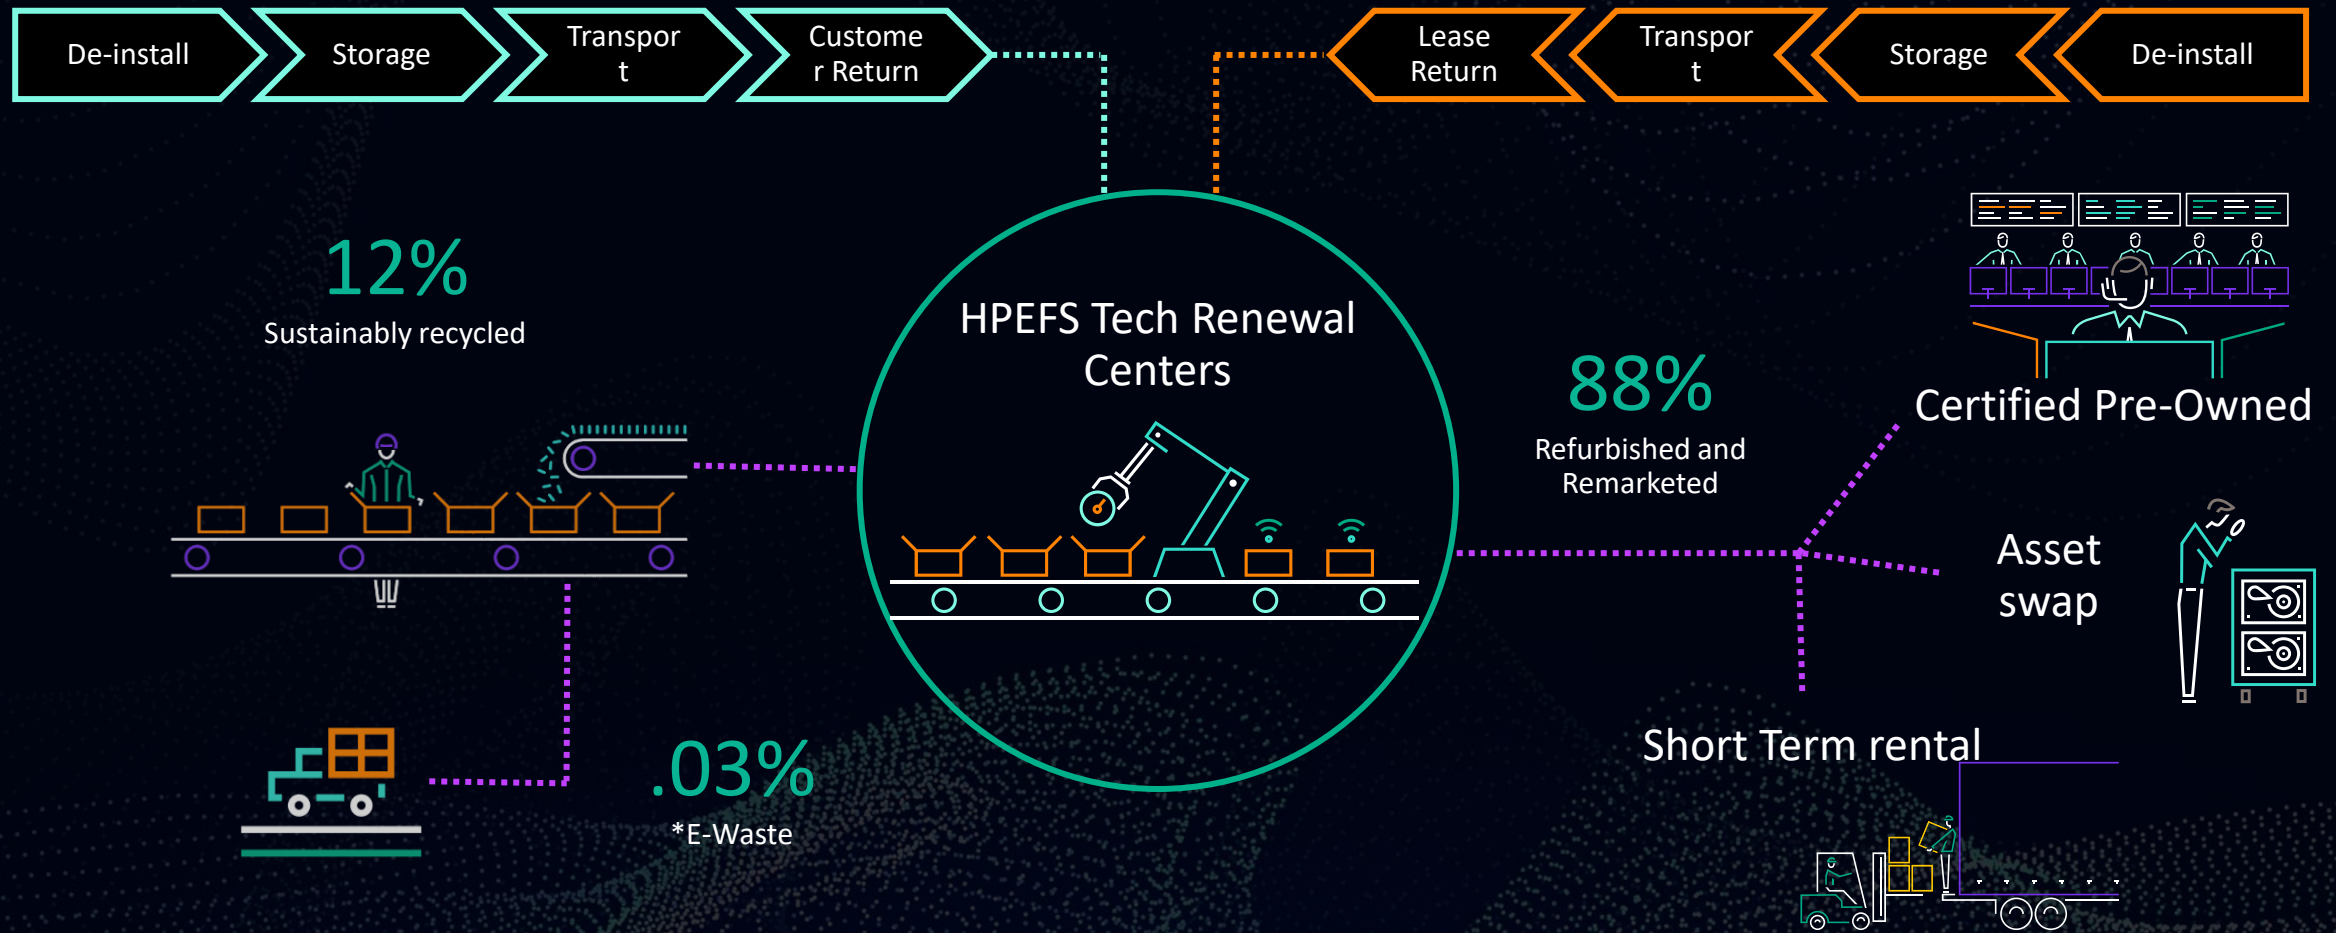 De-install
Storage
Transpor
t
Custome
r Return
Lease
Return
Transpor
t
Storage
De-install
12%
Sustainably recycled
HPEFS Tech Renewal
Centers
88%
Refurbished and
Remarketed
Certified Pre-Owned
Asset
swap
Short Term rental
.03%
*E-Waste